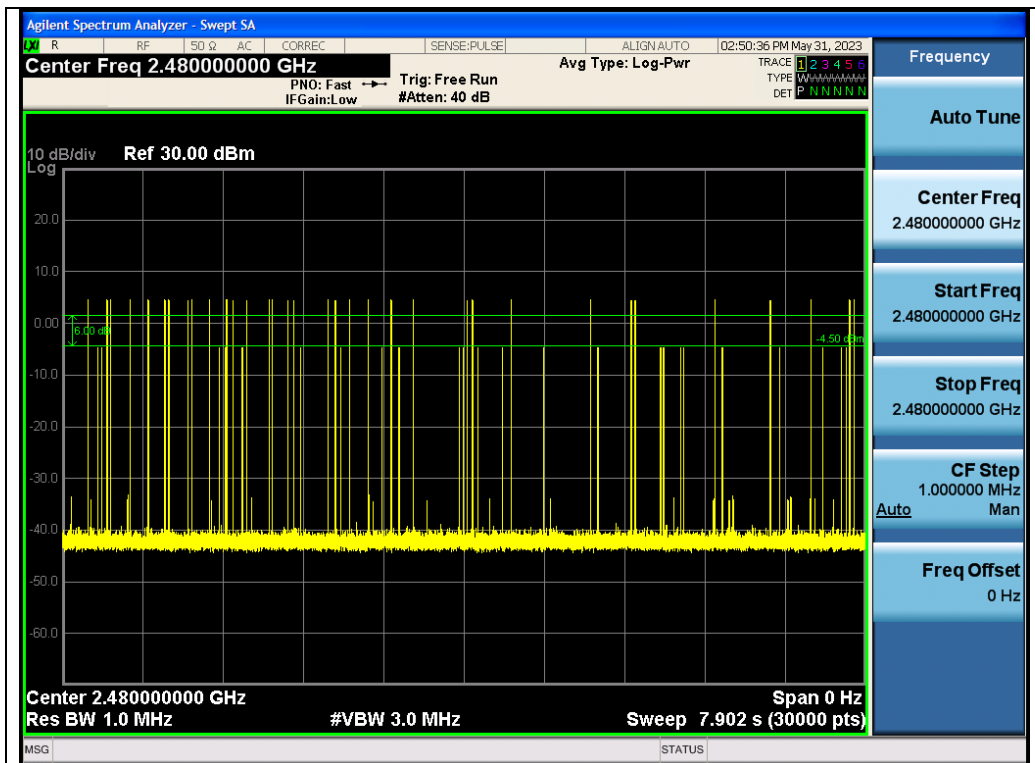 Agilent Spectrum Analyzer - Swept SA
LXI R RF 50 Ω AC CORREC SENSE:PULSE ALIGN AUTO 02:50:36 PM May 31, 2023
Center Freq 2.480000000 GHz
PNO: Fast
IFGain:Low
Trig: Free Run
#Atten: 40 dB
Avg Type: Log-Pwr
TRACE 1 2 3 4 5 6
TYPE
DET P N N N N N
10 dB/div Ref 30.00 dBm
Log
20.0
10.0
0.00
6.00 dB
-4.50 dBm
-10.0
-20.0
-30.0
-40.0
-50.0
-60.0
Center 2.480000000 GHz Span 0 Hz
Res BW 1.0 MHz #VBW 3.0 MHz Sweep 7.902 s (30000 pts)
MSG STATUS
Frequency
Auto Tune
Center Freq
2.480000000 GHz
Start Freq
2.480000000 GHz
Stop Freq
2.480000000 GHz
CF Step
1.000000 MHz
Auto Man
Freq Offset
0 Hz